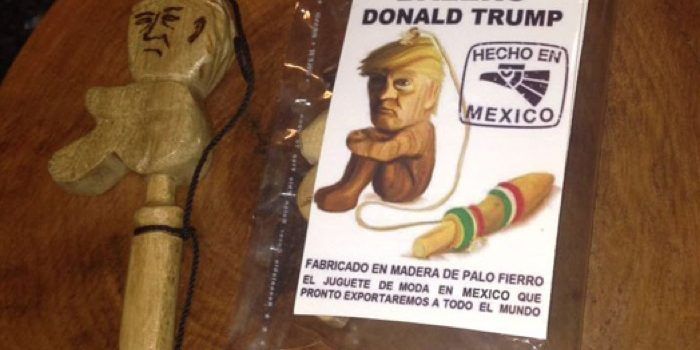 DONALD TRUMP
HECHO EN
MEXICO
FABRICADO EN MADERA DE PALO FIERRO
EL JUGUETE DE MODA EN MEXICO QUE
PRONTO EXPORTAREMOS A TODO EL MUNDO